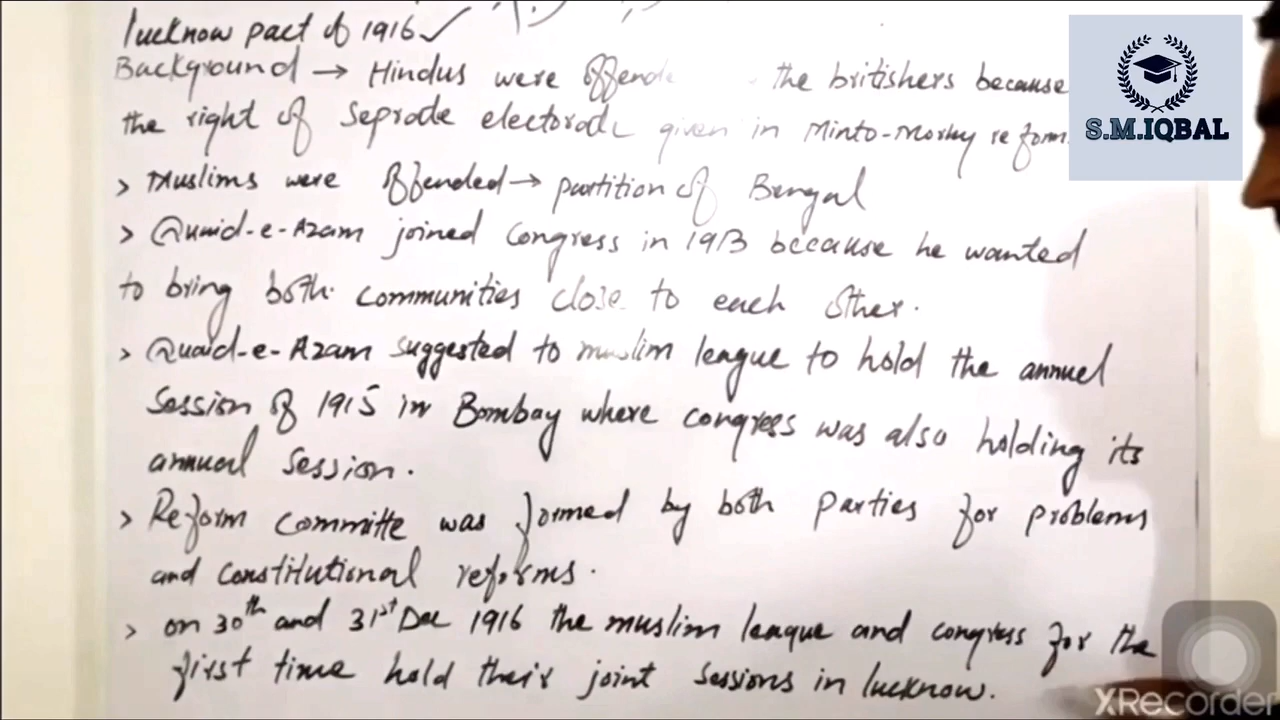 lucknow pact of 1916 ✓
Background → Hindus were offende the britishers because
the right of Seprate electorate given in Minto-Morley reform
S.M.IQBAL
> Muslims were offended → partition of Bengal
> Quaid-e-Azam joined Congress in 1913 because he wanted
to bring both communities close to each other.
> Quaid-e-Azam suggested to muslim league to hold the annuel
Session of 1915 in Bombay where congress was also holding its
annual session.
> Reform committe was formed by both parties for problems
and constitutional reforms.
> on 30th and 31st Dec 1916 the muslim league and congress for the
first time hold their joint sessions in lucknow.
XRecorder